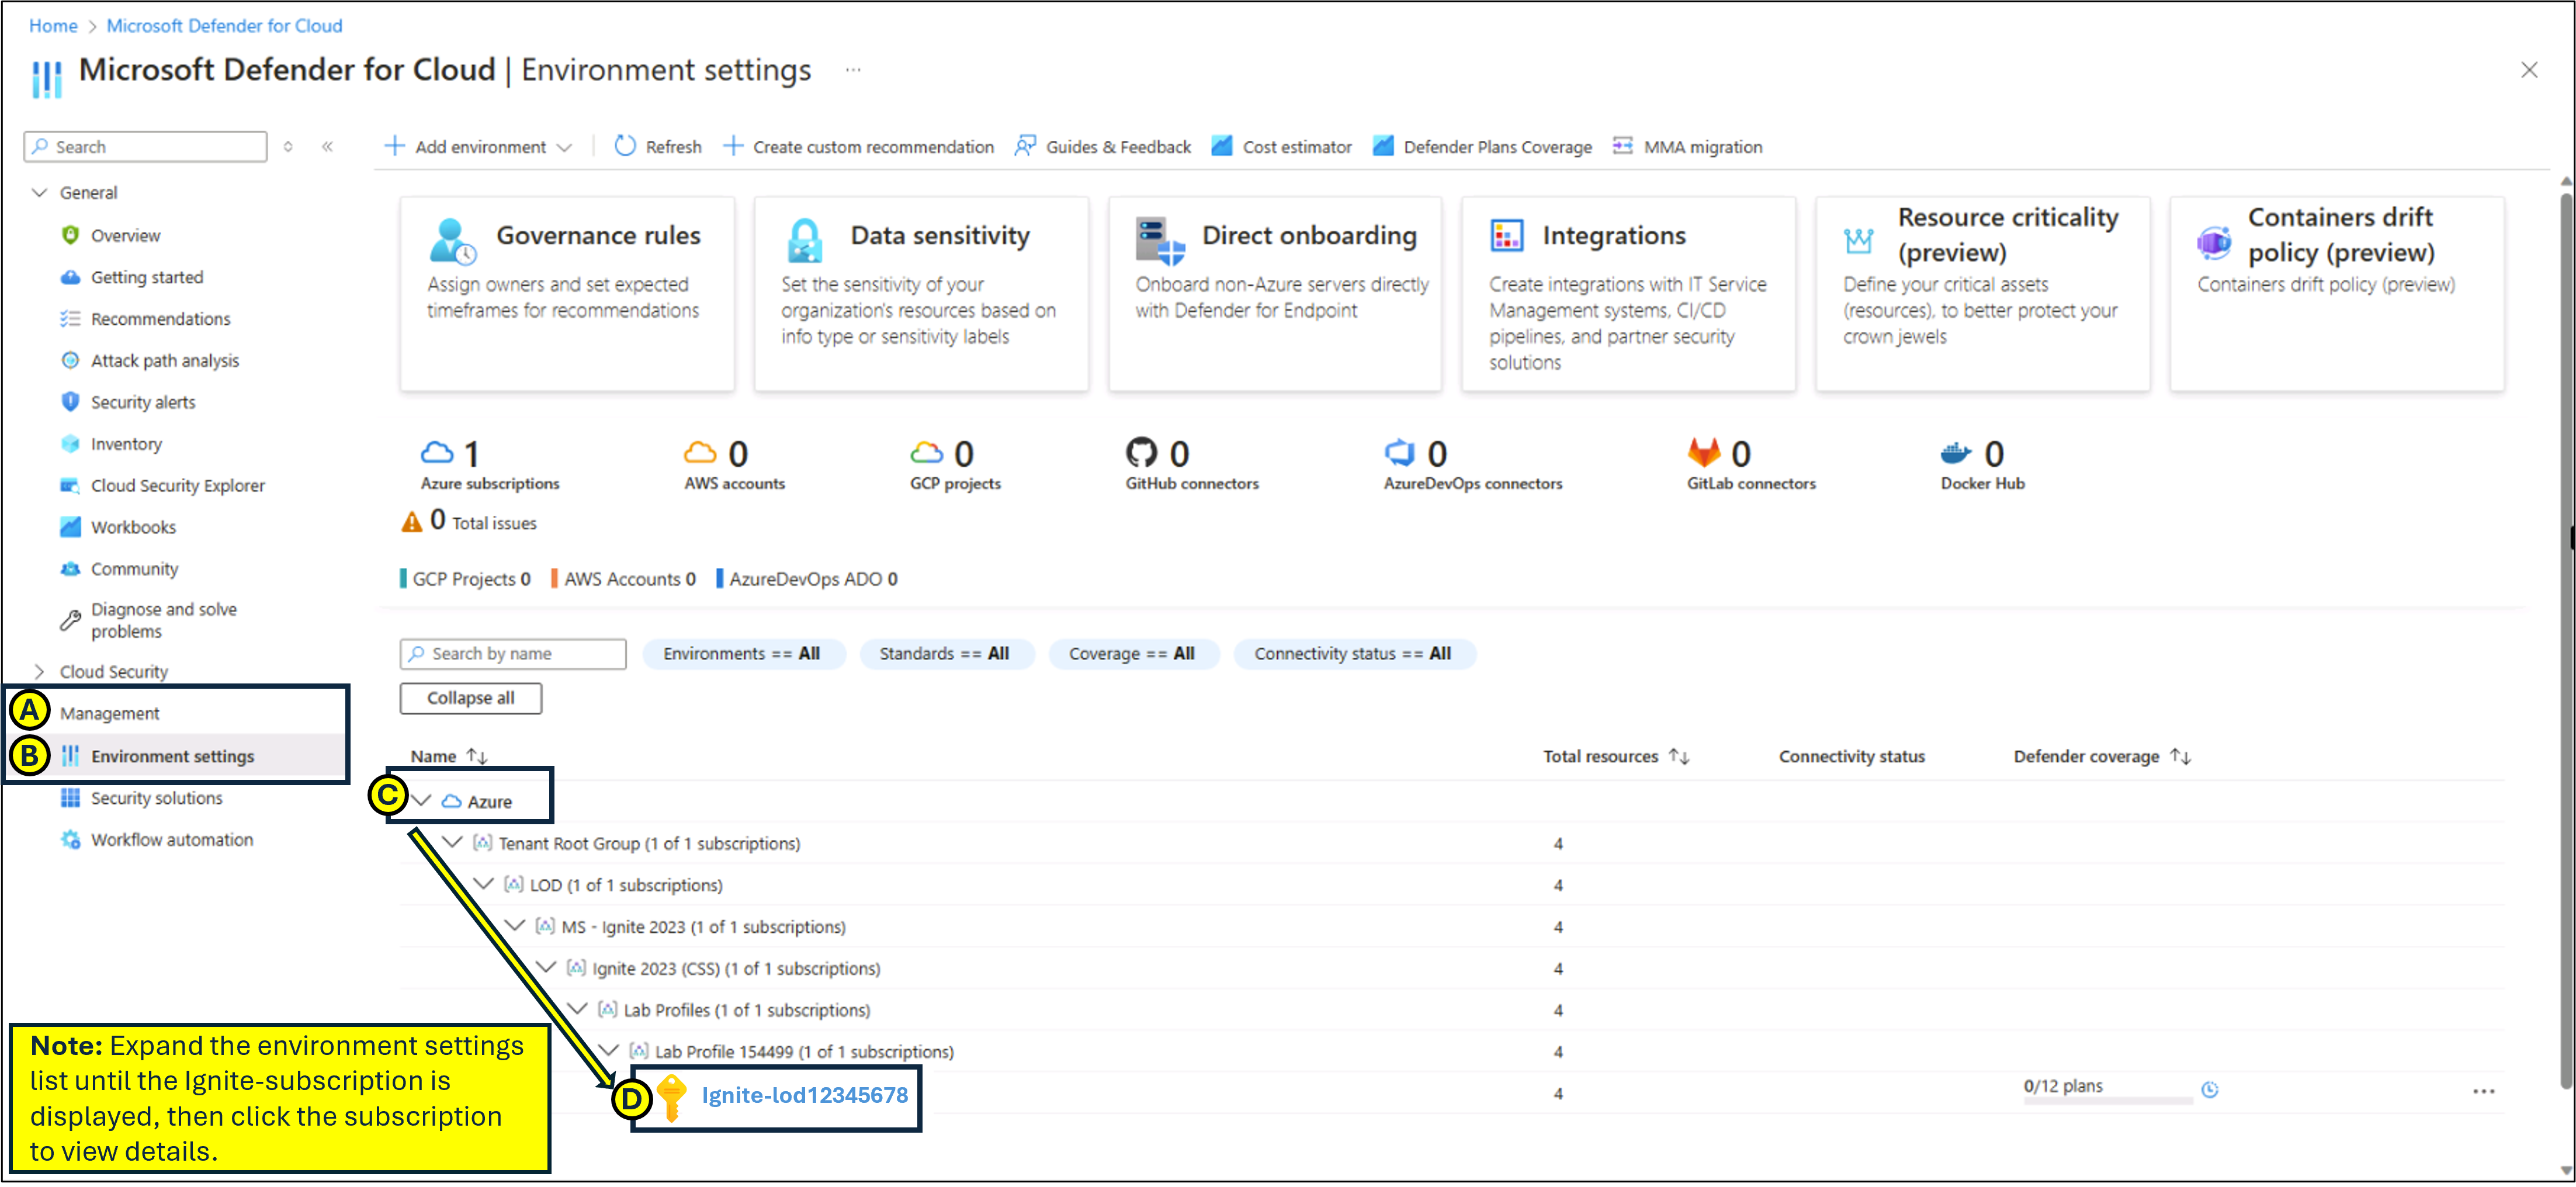 Home > Microsoft Defender for Cloud
Microsoft Defender for Cloud | Environment settings ...
Search
Add environment
Refresh
Create custom recommendation
Guides & Feedback
Cost estimator
Defender Plans Coverage
MMA migration
General
Overview
Getting started
Recommendations
Attack path analysis
Security alerts
Inventory
Cloud Security Explorer
Workbooks
Community
Diagnose and solve
problems
Cloud Security
A
Management
B
Environment settings
Security solutions
Workflow automation
Governance rules
Assign owners and set expected
timeframes for recommendations
Data sensitivity
Set the sensitivity of your
organization's resources based on
info type or sensitivity labels
Direct onboarding
Onboard non-Azure servers directly
with Defender for Endpoint
Integrations
Create integrations with IT Service
Management systems, CI/CD
pipelines, and partner security
solutions
Resource criticality
(preview)
Define your critical assets
(resources), to better protect your
crown jewels
Containers drift
policy (preview)
Containers drift policy (preview)
1
Azure subscriptions
0
AWS accounts
0
GCP projects
0
GitHub connectors
0
AzureDevOps connectors
0
GitLab connectors
0
Docker Hub
0 Total issues
GCP Projects 0
AWS Accounts 0
AzureDevOps ADO 0
Search by name
Environments == All
Standards == All
Coverage == All
Connectivity status == All
Collapse all
Name ↑↓
Total resources ↑↓
Connectivity status
Defender coverage ↑↓
C
Azure
Tenant Root Group (1 of 1 subscriptions)
4
LOD (1 of 1 subscriptions)
4
MS - Ignite 2023 (1 of 1 subscriptions)
4
Ignite 2023 (CSS) (1 of 1 subscriptions)
4
Lab Profiles (1 of 1 subscriptions)
4
Lab Profile 154499 (1 of 1 subscriptions)
4
D
Ignite-lod12345678
4
0/12 plans
...
Note: Expand the environment settings
list until the Ignite-subscription is
displayed, then click the subscription
to view details.